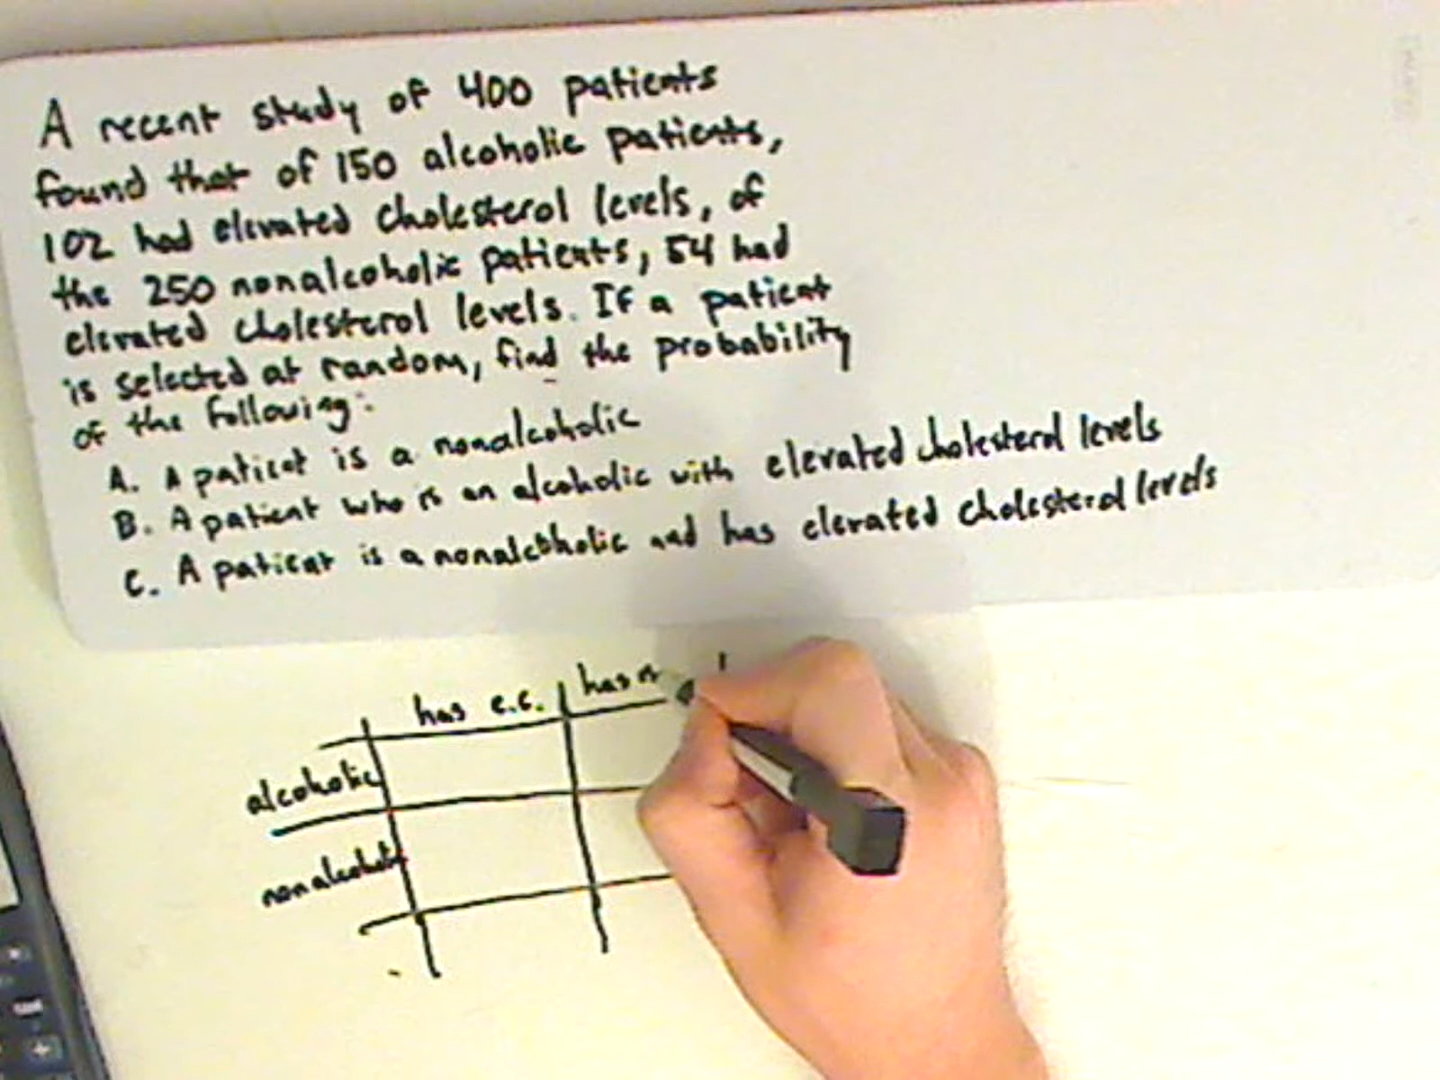 A recent study of 400 patients
found that of 150 alcoholic patients,
102 had elevated cholesterol levels, of
the 250 nonalcoholic patients, 54 had
elevated cholesterol levels. If a patient
is selected at random, find the probability
of the following:
A. A patient is a nonalcoholic
B. A patient who is an alcoholic with elevated cholesterol levels
C. A patient is a nonalcoholic and has elevated cholesterol levels
has e.c. has
alcoholic
nonalcoholic